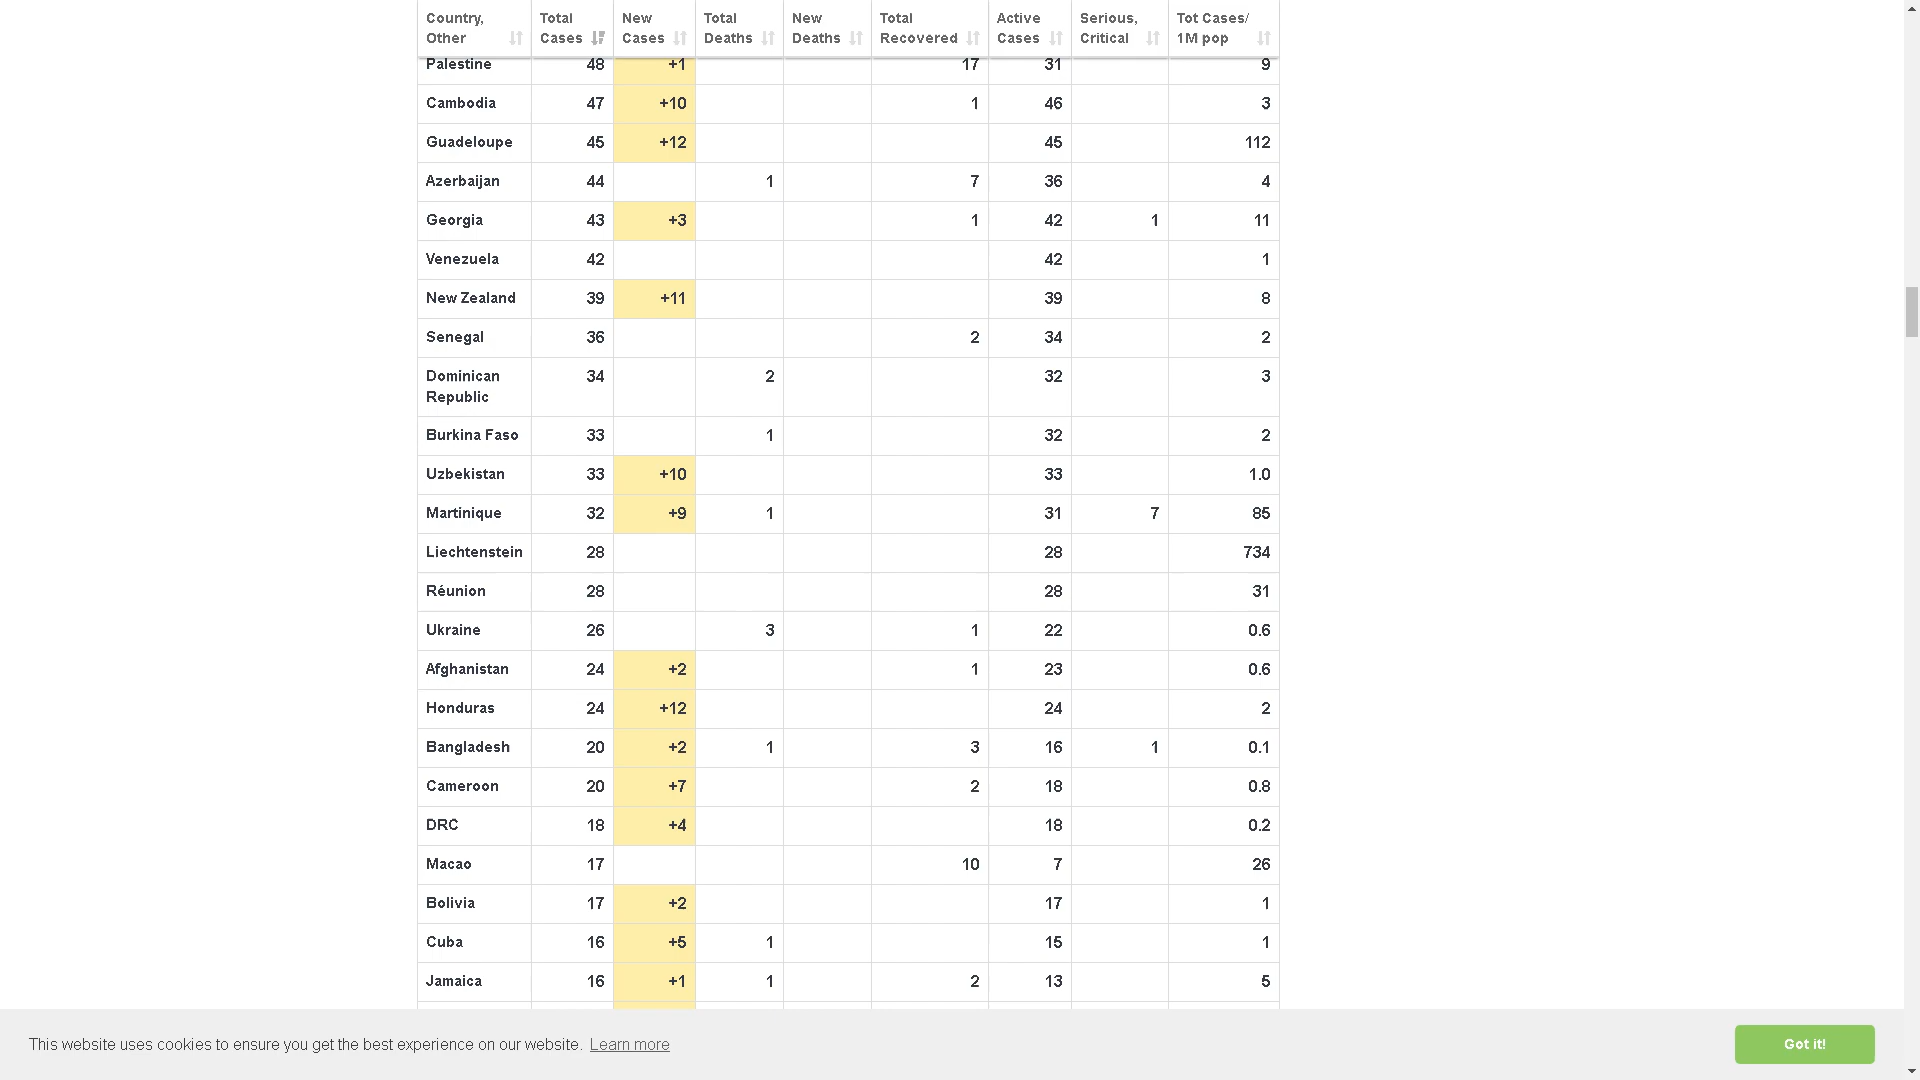 Country, Other Total Cases New Cases Total Deaths New Deaths Total Recovered Active Cases Serious, Critical Tot Cases/ 1M pop
Palestine 48 +1 17 31 9
Cambodia 47 +10 1 46 3
Guadeloupe 45 +12 45 112
Azerbaijan 44 1 7 36 4
Georgia 43 +3 1 42 1 11
Venezuela 42 42 1
New Zealand 39 +11 39 8
Senegal 36 2 34 2
Dominican Republic 34 2 32 3
Burkina Faso 33 1 32 2
Uzbekistan 33 +10 33 1.0
Martinique 32 +9 1 31 7 85
Liechtenstein 28 28 734
Réunion 28 28 31
Ukraine 26 3 1 22 0.6
Afghanistan 24 +2 1 23 0.6
Honduras 24 +12 24 2
Bangladesh 20 +2 1 3 16 1 0.1
Cameroon 20 +7 2 18 0.8
DRC 18 +4 18 0.2
Macao 17 10 7 26
Bolivia 17 +2 17 1
Cuba 16 +5 1 15 1
Jamaica 16 +1 1 2 13 5
This website uses cookies to ensure you get the best experience on our website. Learn more
Got it!